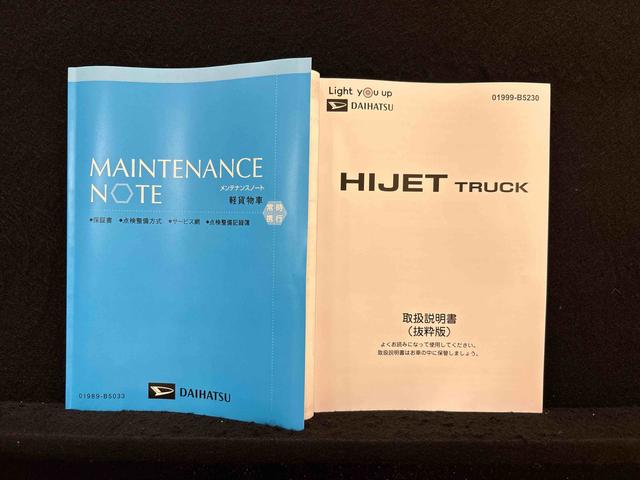 MAINTENANCE
NOTE
メンテナンスノート
軽貨物車
常時
携行
●保証書 ●点検整備方式 ●サービス網 ●点検整備記録簿
01989-B5033
DAIHATSU
Light you up
DAIHATSU
01999-B5230
HIJET TRUCK
取扱説明書
(抜粋版)
よくお読みになって使用してください。
取扱説明書はお車の中に保管しましょう。